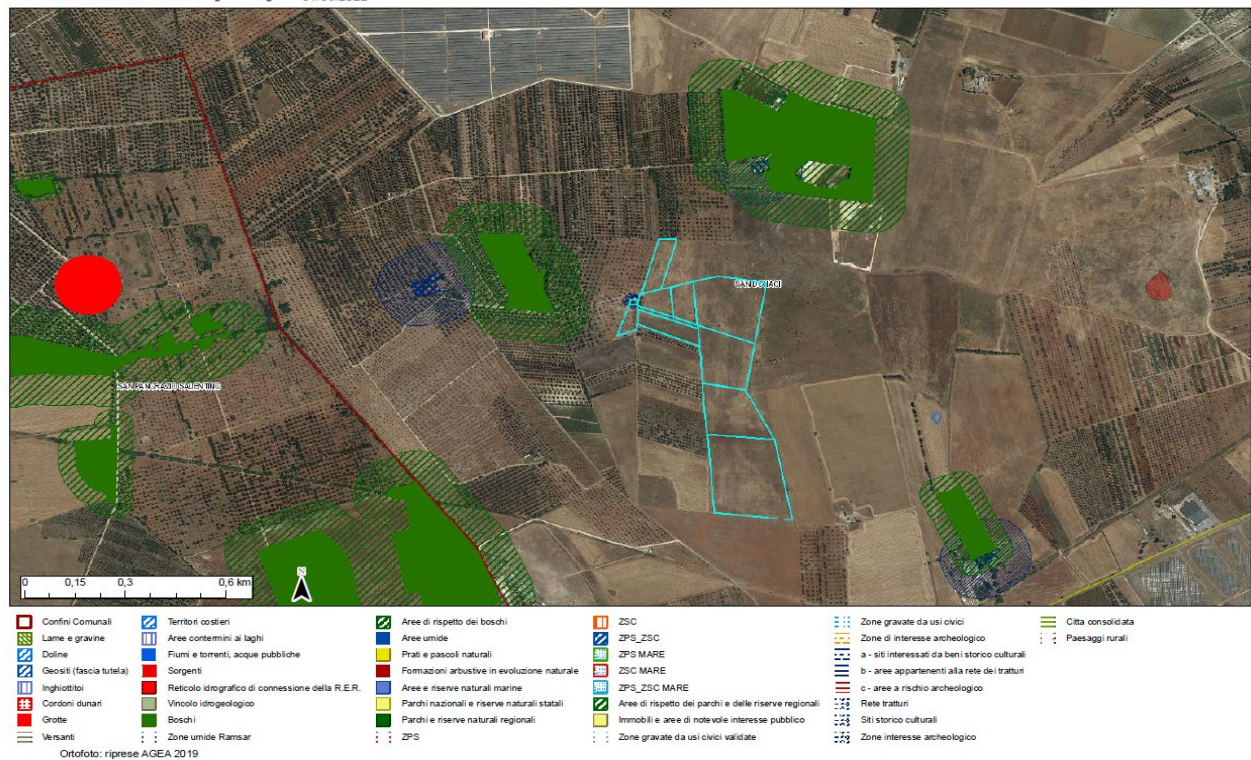 SAN DONACI
SAN PANCRAZIO SALENTINO
0 0,15 0,3 0,6 km
N
Confini Comunali
Lame e gravine
Doline
Geositi (fascia tutela)
Inghiottitoi
Cordoni dunari
Grotte
Versanti
Territori costieri
Aree contermini ai laghi
Fiumi e torrenti, acque pubbliche
Sorgenti
Reticolo idrografico di connessione della R.E.R.
Vincolo idrogeologico
Boschi
Zone umide Ramsar
Aree di rispetto dei boschi
Aree umide
Prati e pascoli naturali
Formazioni arbustive in evoluzione naturale
Aree e riserve naturali marine
Parchi nazionali e riserve naturali statali
Parchi e riserve naturali regionali
ZPS
ZSC
ZPS_ZSC
ZPS MARE
ZSC MARE
ZPS_ZSC MARE
Aree di rispetto dei parchi e delle riserve regionali
Immobili e aree di notevole interesse pubblico
Zone gravate da usi civici validate
Zone gravate da usi civici
Zone di interesse archeologico
a - siti interessati da beni storico culturali
b - aree appartenenti alla rete dei tratturi
c - aree a rischio archeologico
Rete tratturi
Siti storico culturali
Zone interesse archeologico
Citta consolidata
Paesaggi rurali
Ortofoto: riprese AGEA 2019